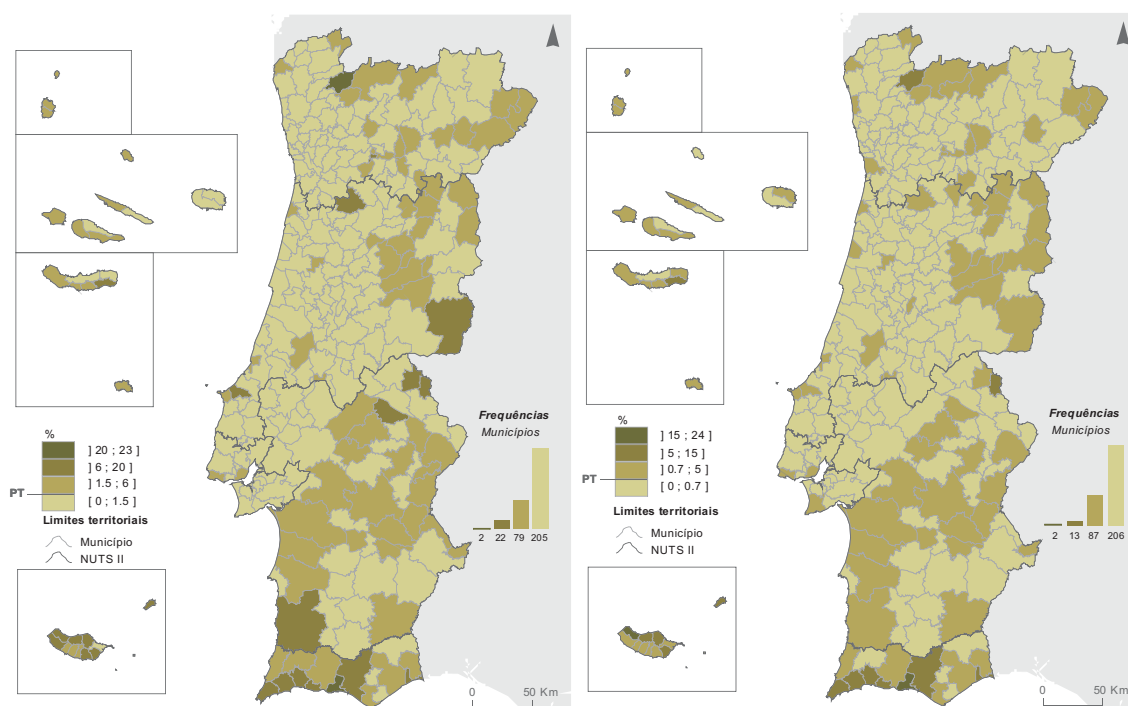 %
] 20 ; 23 ]
] 6 ; 20 ]
] 1.5 ; 6 ]
PT
[ 0 ; 1.5 ]
Limites territoriais
Município
NUTS II
Frequências
Municípios
2 22 79 205
0 50 Km
%
] 15 ; 24 ]
] 5 ; 15 ]
] 0.7 ; 5 ]
PT
[ 0 ; 0.7 ]
Limites territoriais
Município
NUTS II
Frequências
Municípios
2 13 87 206
0 50 Km